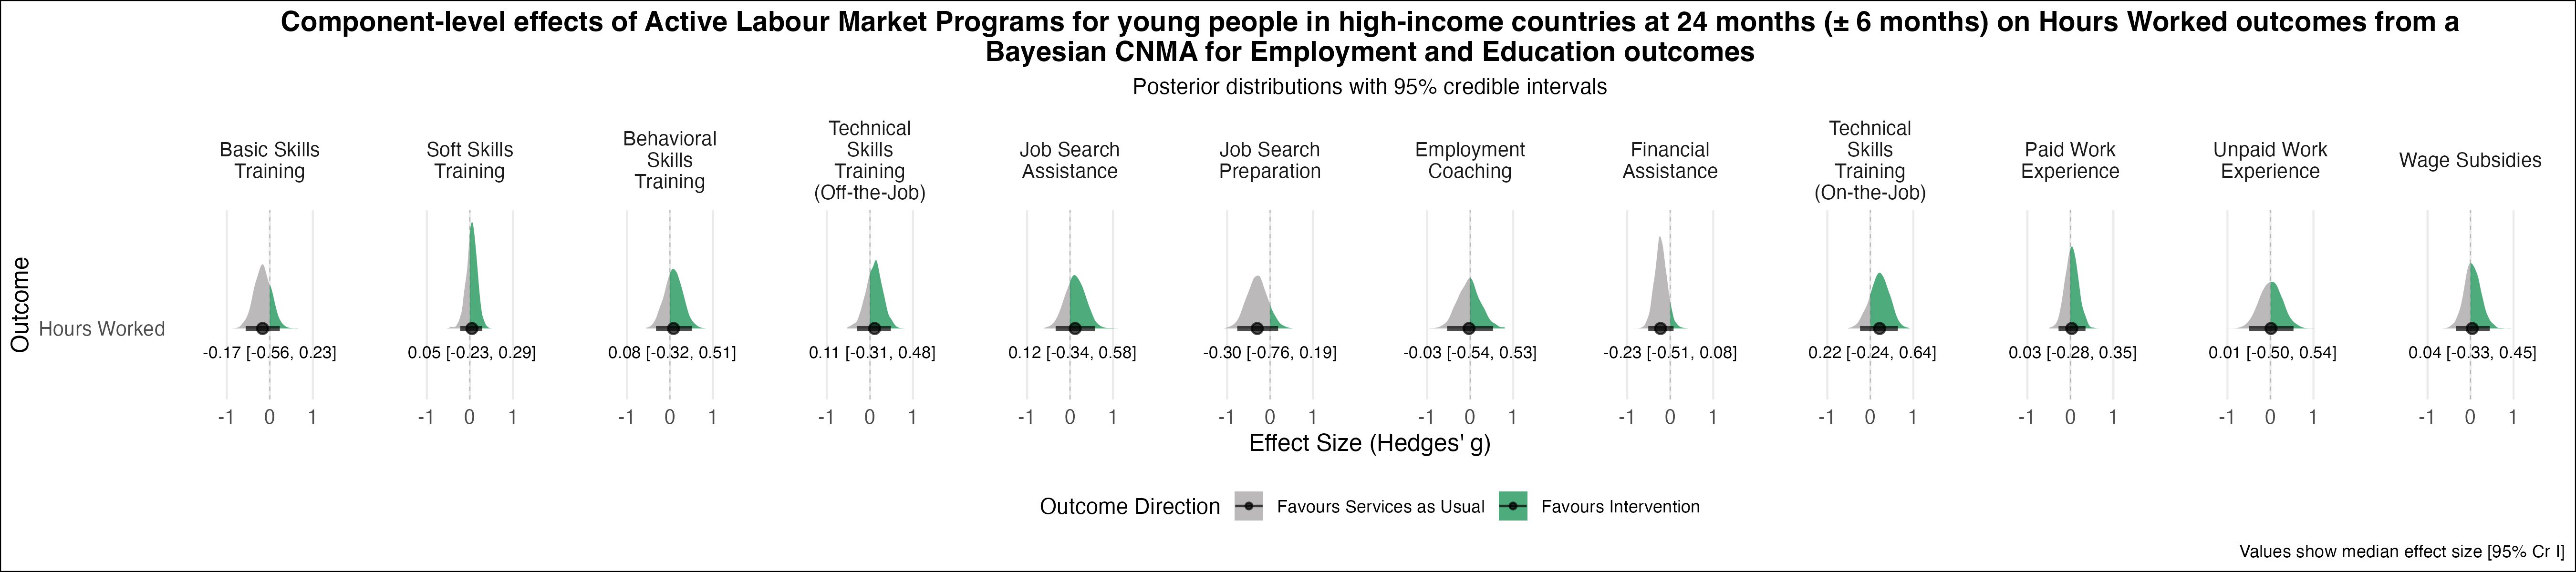 Component-level effects of Active Labour Market Programs for young people in high-income countries at 24 months (± 6 months) on Hours Worked outcomes from a
Bayesian CNMA for Employment and Education outcomes
Posterior distributions with 95% credible intervals
Basic Skills
Training
Soft Skills
Training
Behavioral
Skills
Training
Technical
Skills
Training
(Off-the-Job)
Job Search
Assistance
Job Search
Preparation
Employment
Coaching
Financial
Assistance
Technical
Skills
Training
(On-the-Job)
Paid Work
Experience
Unpaid Work
Experience
Wage Subsidies
Outcome
Hours Worked
-0.17 [-0.56, 0.23]
0.05 [-0.23, 0.29]
0.08 [-0.32, 0.51]
0.11 [-0.31, 0.48]
0.12 [-0.34, 0.58]
-0.30 [-0.76, 0.19]
-0.03 [-0.54, 0.53]
-0.23 [-0.51, 0.08]
0.22 [-0.24, 0.64]
0.03 [-0.28, 0.35]
0.01 [-0.50, 0.54]
0.04 [-0.33, 0.45]
-1 0 1
-1 0 1
-1 0 1
-1 0 1
-1 0 1
-1 0 1
-1 0 1
-1 0 1
-1 0 1
-1 0 1
-1 0 1
-1 0 1
Effect Size (Hedges' g)
Outcome Direction
Favours Services as Usual
Favours Intervention
Values show median effect size [95% Cr I]